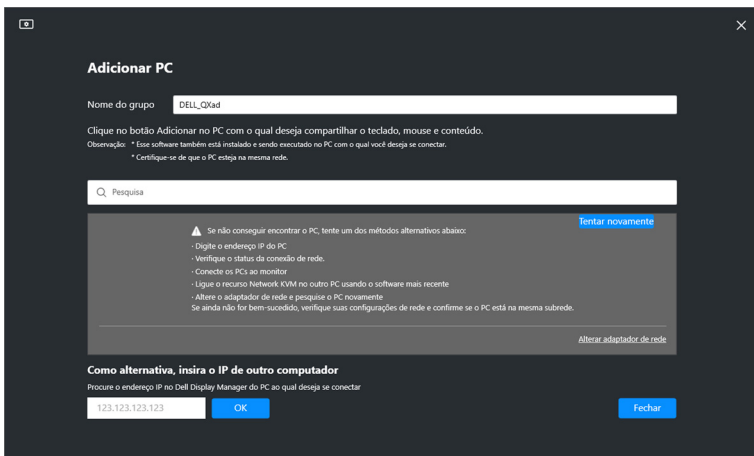 Adicionar PC
Nome do grupo DELL_QXad
Clique no botão Adicionar no PC com o qual deseja compartilhar o teclado, mouse e conteúdo.
Observação: * Esse software também está instalado e sendo executado no PC com o qual você deseja se conectar.
* Certifique-se de que o PC esteja na mesma rede.
Pesquisa
Tentar novamente
Se não conseguir encontrar o PC, tente um dos métodos alternativos abaixo:
· Digite o endereço IP do PC
· Verifique o status da conexão de rede.
· Conecte os PCs ao monitor
· Ligue o recurso Network KVM no outro PC usando o software mais recente
· Altere o adaptador de rede e pesquise o PC novamente
Se ainda não for bem-sucedido, verifique suas configurações de rede e confirme se o PC está na mesma subrede.
Alterar adaptador de rede
Como alternativa, insira o IP de outro computador
Procure o endereço IP no Dell Display Manager do PC ao qual deseja se conectar
123.123.123.123 OK Fechar